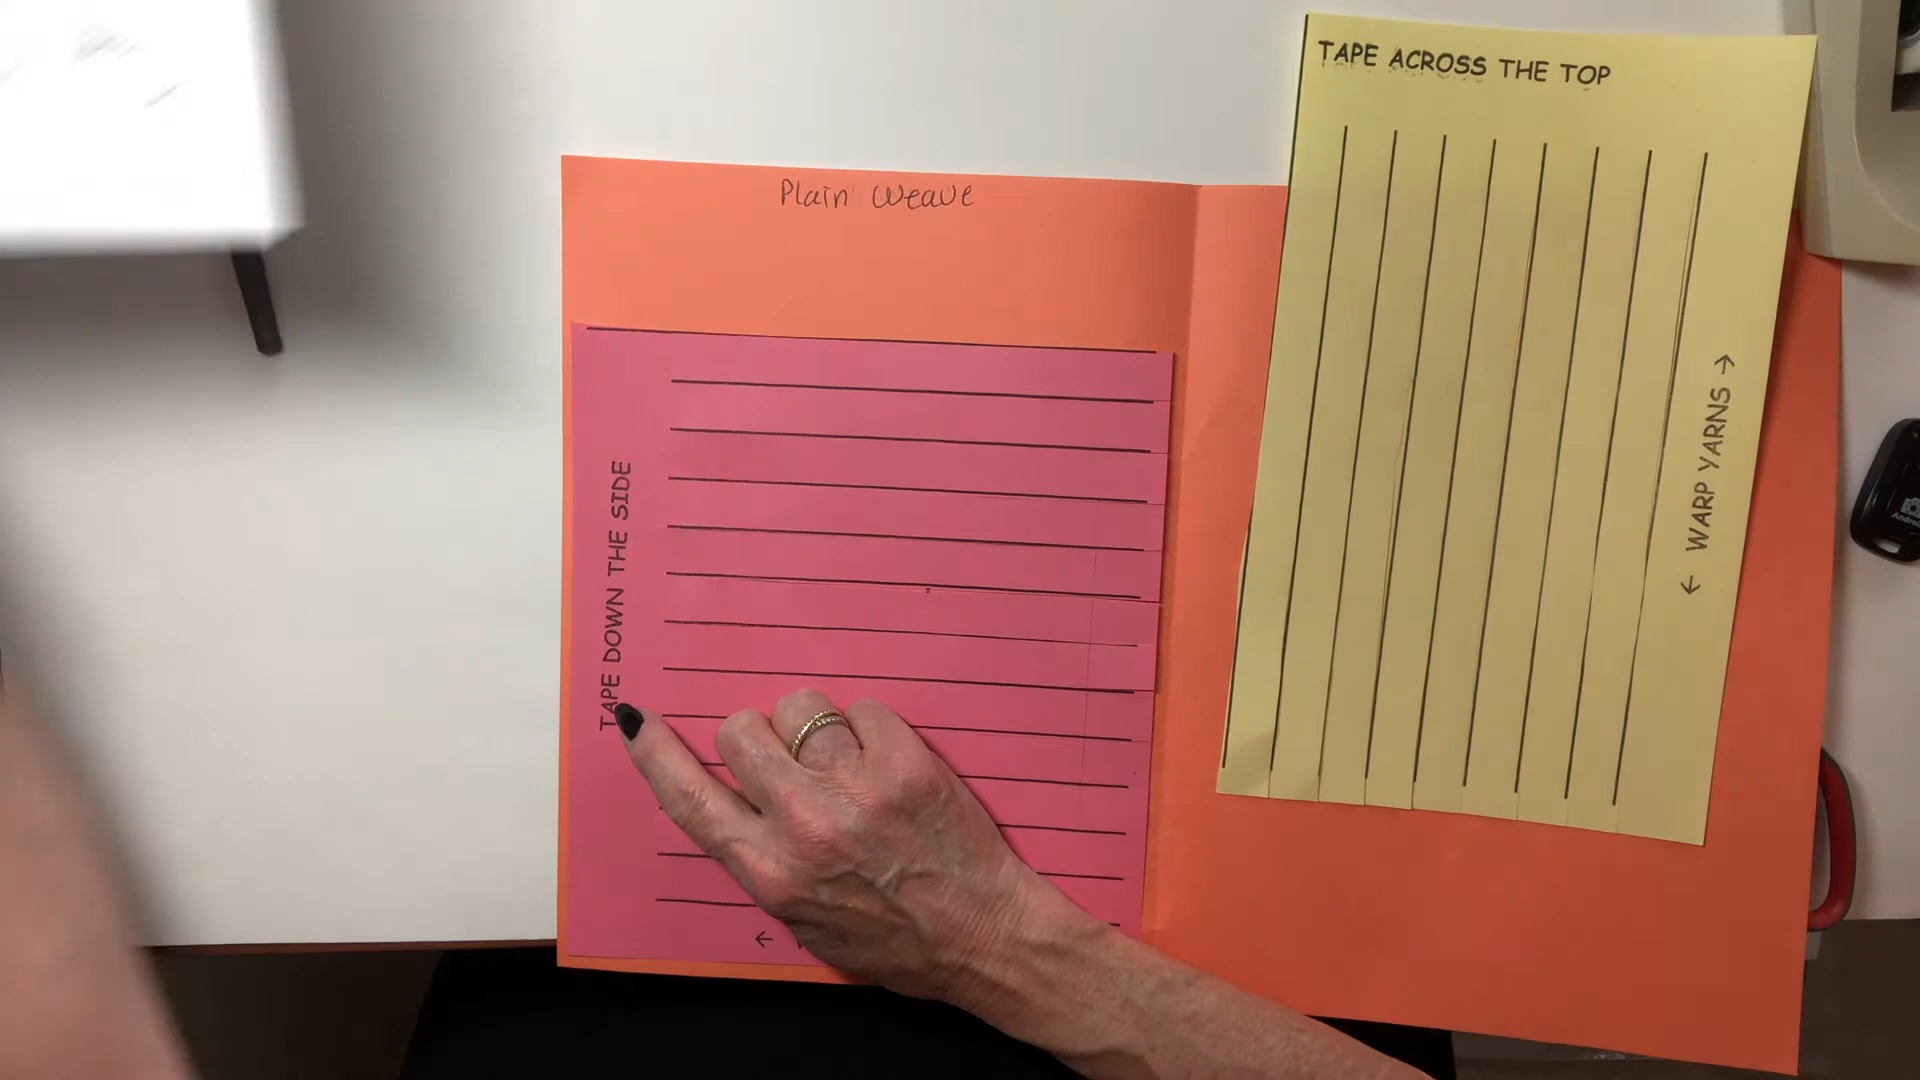 Plain weave
TAPE DOWN THE SIDE
←
TAPE ACROSS THE TOP
← WARP YARNS →